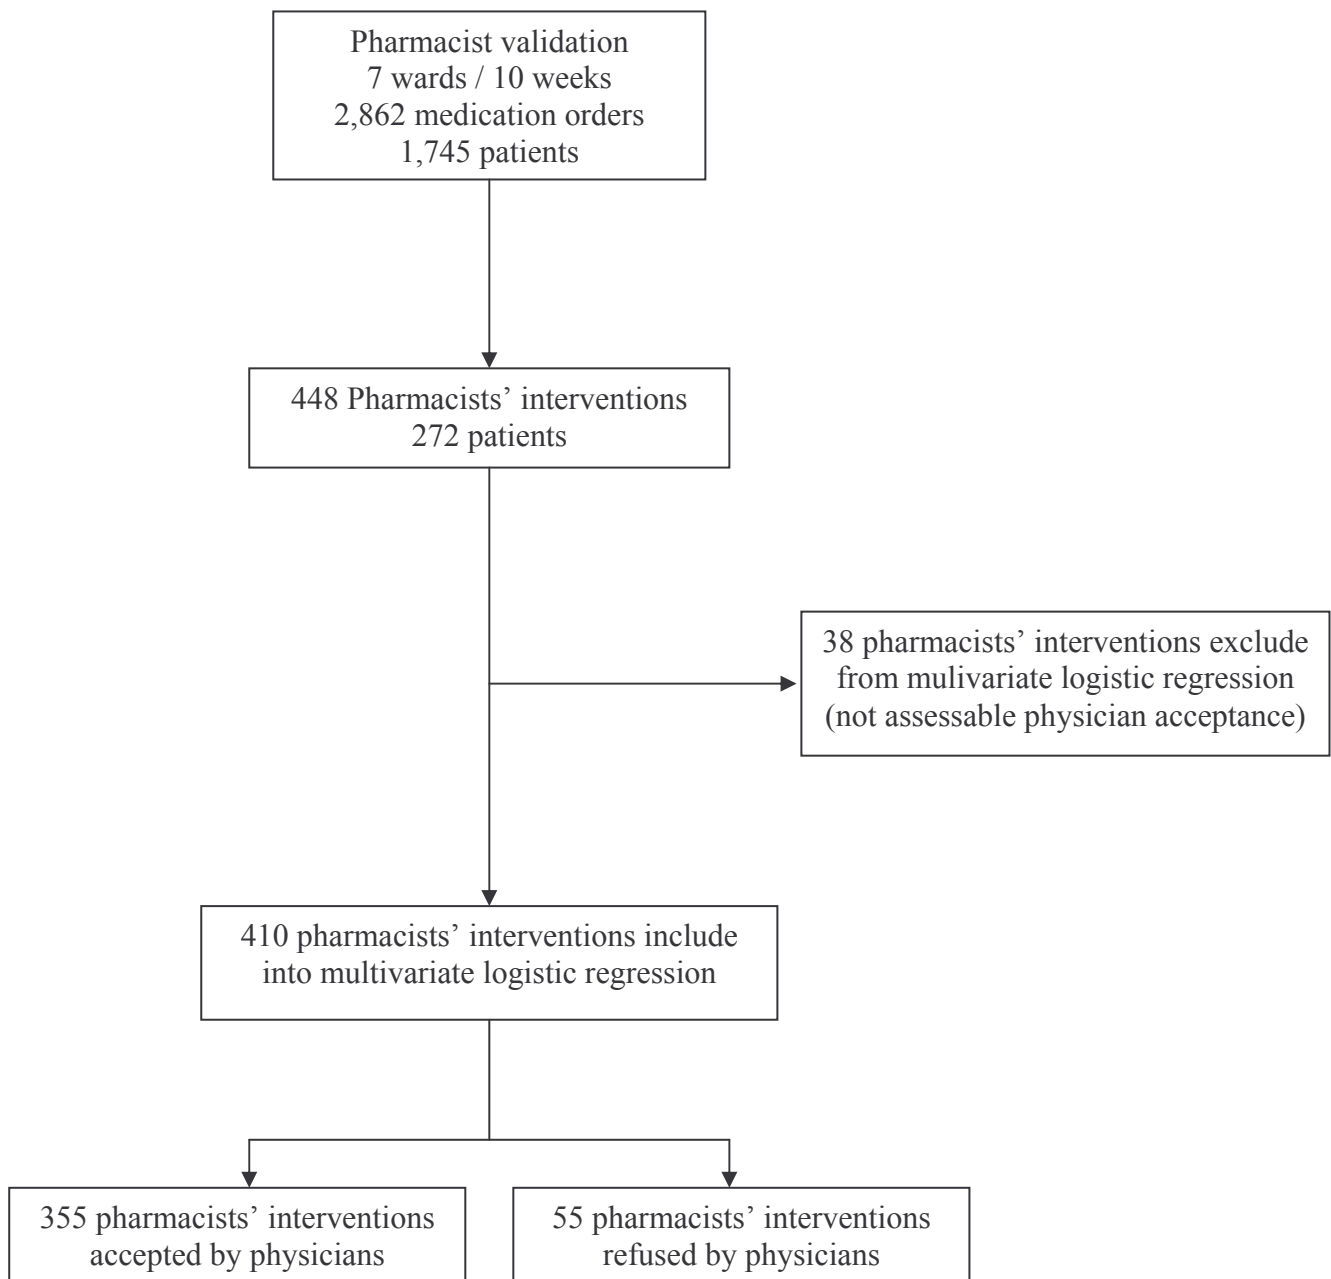 Pharmacist validation
7 wards / 10 weeks
2,862 medication orders
1,745 patients
448 Pharmacists’ interventions
272 patients
38 pharmacists’ interventions exclude
from mulivariate logistic regression
(not assessable physician acceptance)
410 pharmacists’ interventions include
into multivariate logistic regression
355 pharmacists’ interventions
accepted by physicians
55 pharmacists’ interventions
refused by physicians